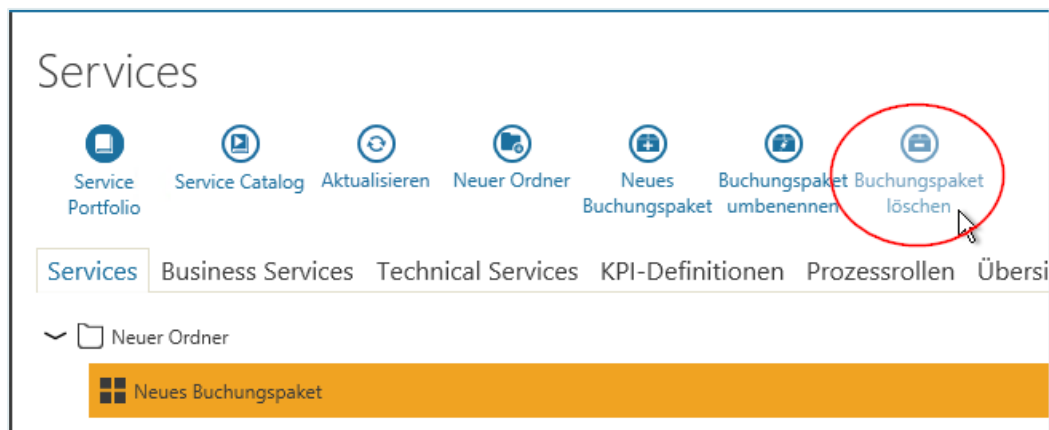 Services
Service Portfolio
Service Catalog
Aktualisieren
Neuer Ordner
Neues Buchungspaket
Buchungspaket umbenennen
Buchungspaket löschen
Services Business Services Technical Services KPI-Definitionen Prozessrollen Übersi
Neuer Ordner
Neues Buchungspaket